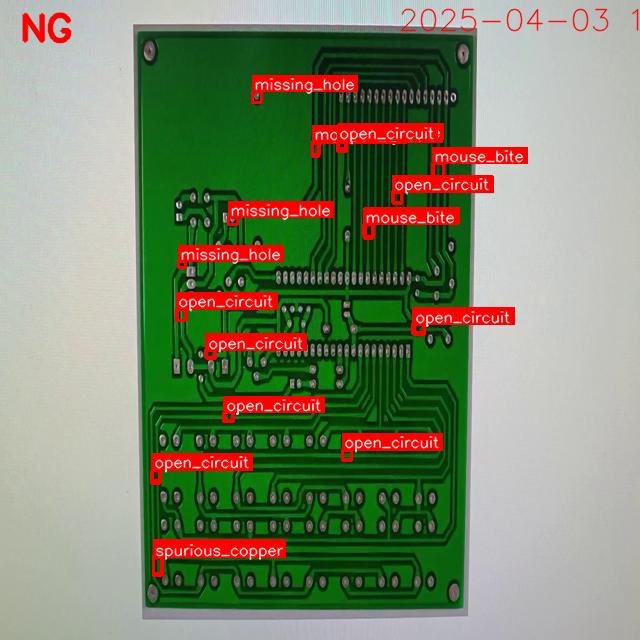 NG
2025-04-03 1
missing_hole
mo
open_circuit
mouse_bite
open_circuit
missing_hole
mouse_bite
missing_hole
open_circuit
open_circuit
open_circuit
open_circuit
open_circuit
open_circuit
spurious_copper